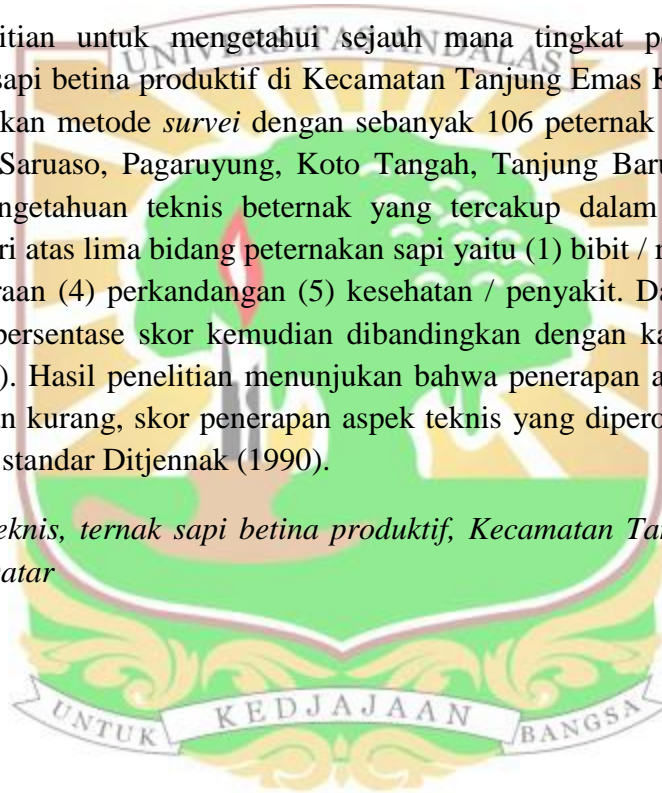 itian untuk mengetahui sejauh mana tingkat pe
sapi betina produktif di Kecamatan Tanjung Emas K
kan metode survei dengan sebanyak 106 peternak
Saruaso, Pagaruyung, Koto Tangah, Tanjung Baru
ngetahuan teknis beternak yang tercakup dalam
ri atas lima bidang peternakan sapi yaitu (1) bibit / r
raan (4) perkandangan (5) kesehatan / penyakit. Da
persentase skor kemudian dibandingkan dengan ka
). Hasil penelitian menunjukan bahwa penerapan a
n kurang, skor penerapan aspek teknis yang dipero
standar Ditjennak (1990).
eknis, ternak sapi betina produktif, Kecamatan Ta
atar
UNIVERSITAS ANDALAS
UNTUK KEDJAJAAN BANGSA